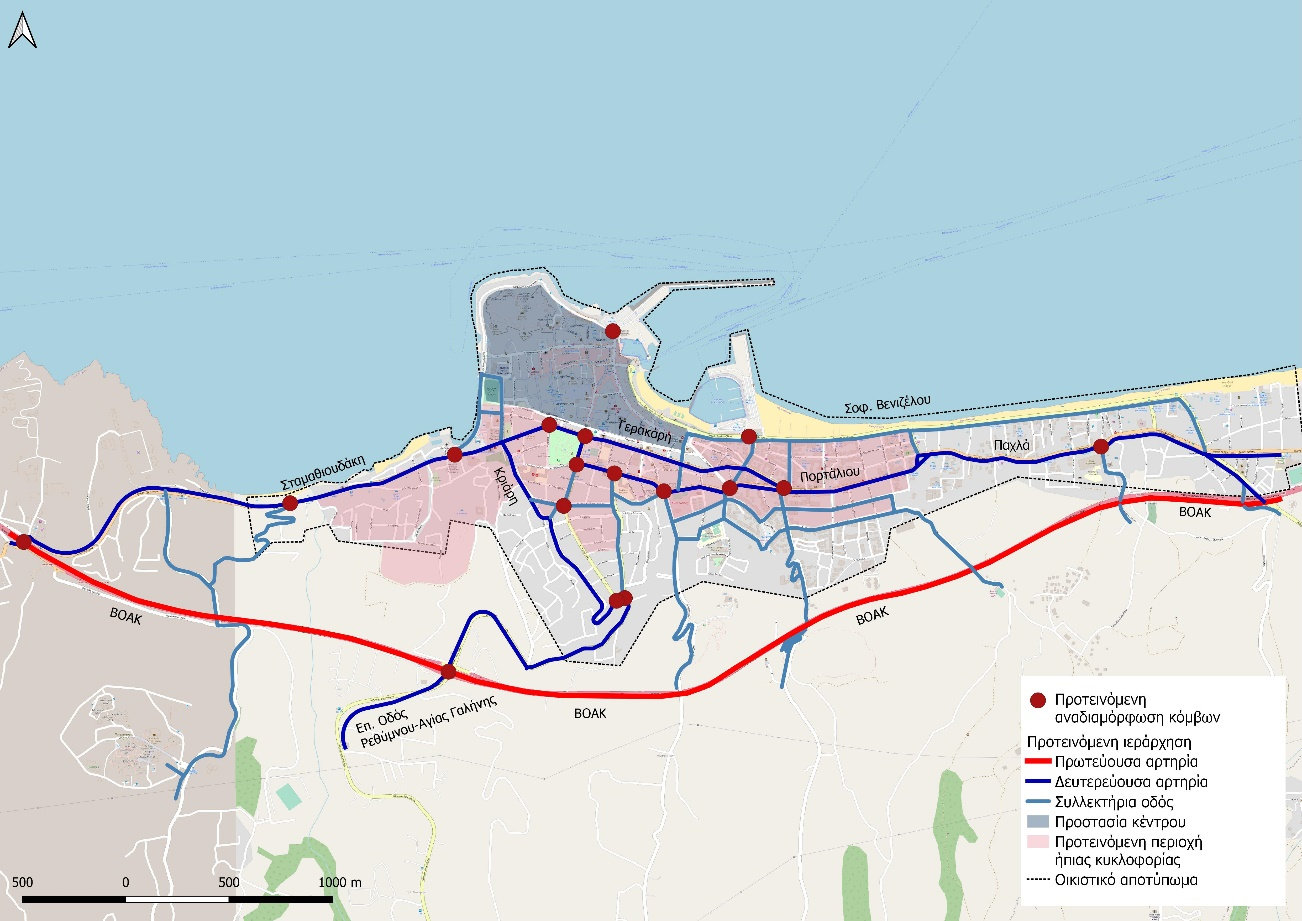 Σοφ. Βενιζέλου
Γερακάρη
Παχλά
Σταμαθιουδάκη
Κριάρη
Πορτάλιου
ΒΟΑΚ
ΒΟΑΚ
ΒΟΑΚ
ΒΟΑΚ
Επ. Οδός
Ρεθύμνου-Αγίας Γαλήνης
Προτεινόμενη
αναδιαμόρφωση κόμβων
Προτεινόμενη ιεράρχηση
Πρωτεύουσα αρτηρία
Δευτερεύουσα αρτηρία
Συλλεκτήρια οδός
Προστασία κέντρου
Προτεινόμενη περιοχή
ήπιας κυκλοφορίας
Οικιστικό αποτύπωμα
500 0 500 1000 m